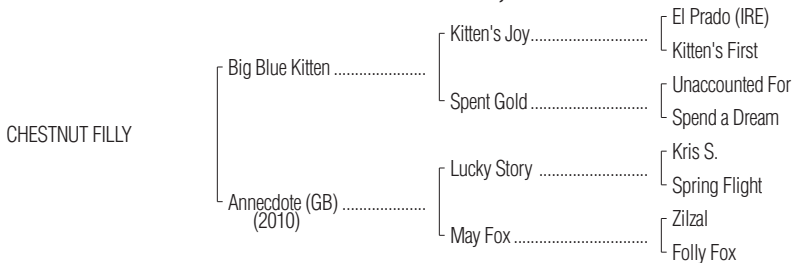 El Prado (IRE)
Kitten's Joy..............................
Kitten's First
Big Blue Kitten .......................
Unaccounted For
Spent Gold..............................
Spend a Dream
CHESTNUT FILLY
Kris S.
Lucky Story ............................
Spring Flight
Annecdote (GB) .....................
(2010)
Zilzal
May Fox..................................
Folly Fox